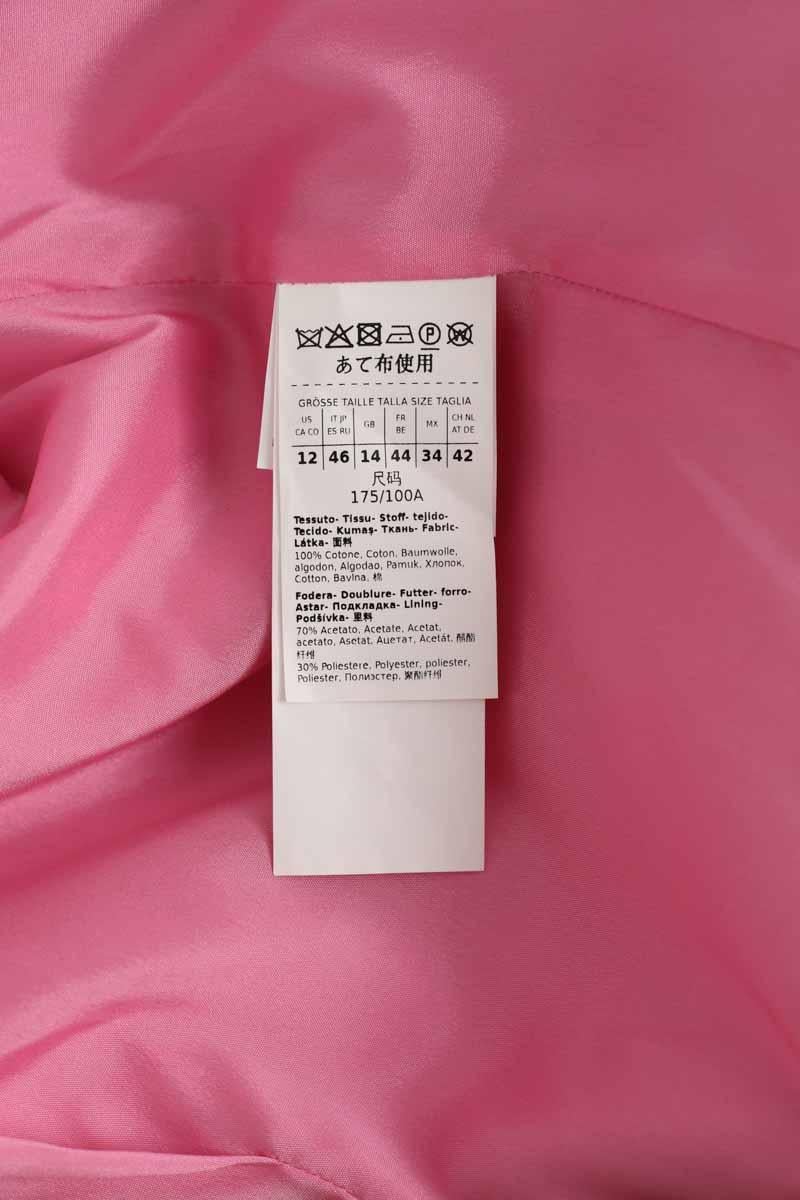 P W
あて布使用
GRÖSSE TAILLE TALLA SIZE TAGLIA
US CA CO IT JP ES RU GB FR BE MX CH NL AT DE
12 46 14 44 34 42
尺码
175/100A
Tessuto- Tissu- Stoff- tejido-
Tecido- Kumaş- Ткань- Fabric-
Látka- 面料
100% Cotone, Coton, Baumwolle,
algodon, Algodao, Pamuk, Хлопок,
Cotton, Bavlna, 棉
Fodera- Doublure- Futter- forro-
Astar- Подкладка- Lining-
Podšívka- 里料
70% Acetato, Acetate, Acetat,
acetato, Asetat, Ацетат, Acetát, 醋酯
纤维
30% Poliestere, Polyester, poliester,
Poliester, Полиэстер, 聚酯纤维